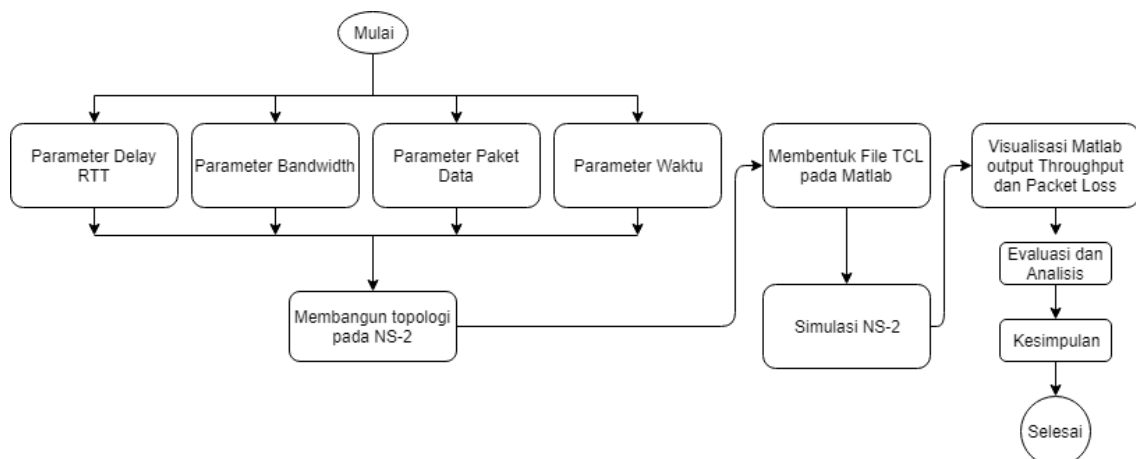 Mulai
Parameter Delay
RTT
Parameter Bandwidth
Parameter Paket
Data
Parameter Waktu
Membangun topologi
pada NS-2
Membentuk File TCL
pada Matlab
Simulasi NS-2
Visualisasi Matlab
output Throughput
dan Packet Loss
Evaluasi dan
Analisis
Kesimpulan
Selesai